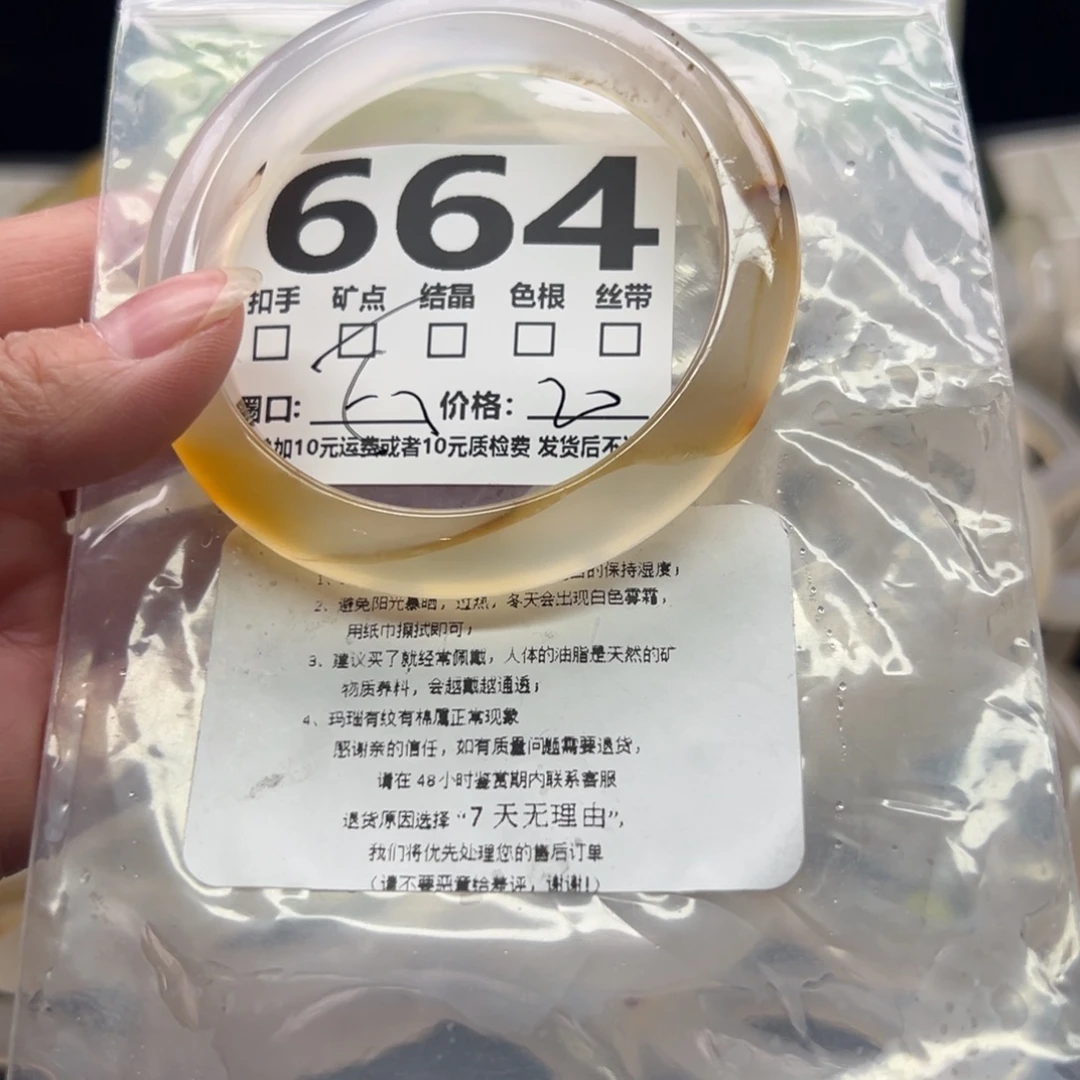 664
扣手 矿点 结晶 色根 丝带
圈口： 价格：
加10元运费或者10元质检费 发货后不
1、 的保持湿度；
2、避免阳光暴晒，过热，冬天会出现白色雾霜，
用纸巾擦拭即可；
3、建议买了就经常佩戴，人体的油脂是天然的矿
物质养料，会越戴越通透；
4、玛瑙有纹有棉属正常现象
感谢亲的信任，如有质量问题需要退货，
请在 48小时鉴赏期内联系客服
退货原因选择“7 天无理由”，
我们将优先处理您的售后订单
（请不要恶意给差评，谢谢！）